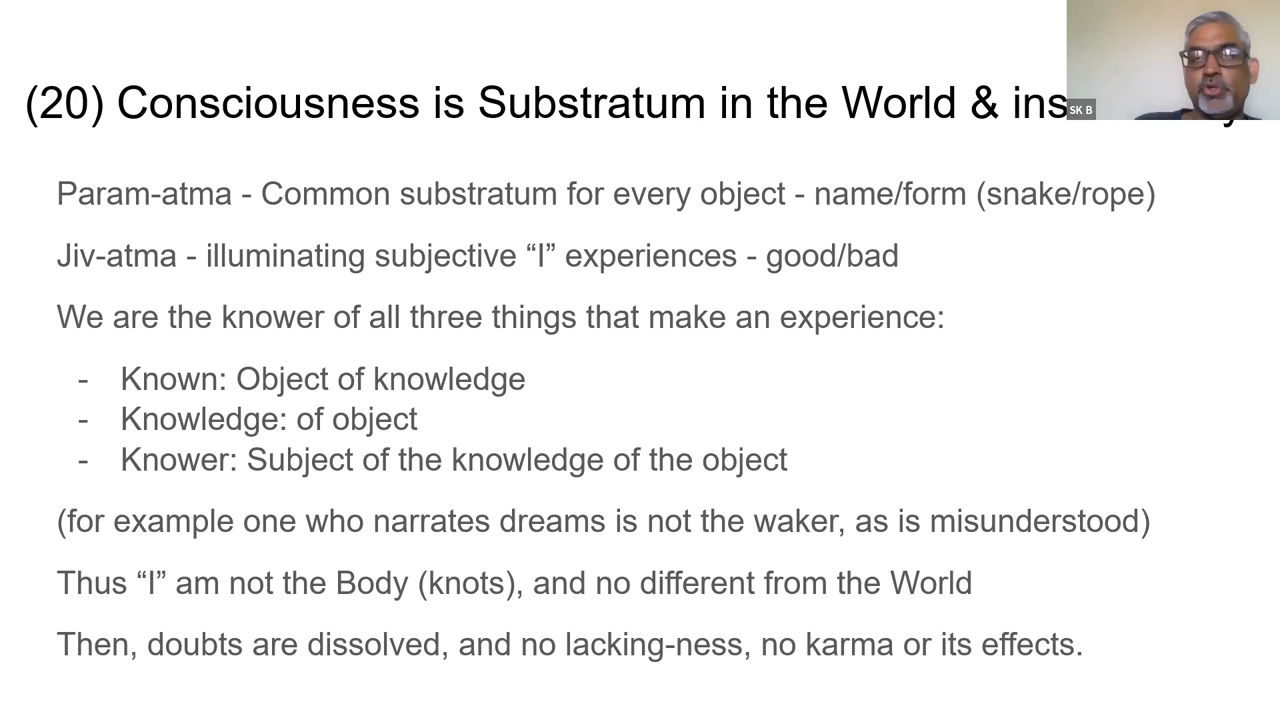 (20) Consciousness is Substratum in the World & ins
SK B
Param-atma - Common substratum for every object - name/form (snake/rope)
Jiv-atma - illuminating subjective “I” experiences - good/bad
We are the knower of all three things that make an experience:
- Known: Object of knowledge
- Knowledge: of object
- Knower: Subject of the knowledge of the object
(for example one who narrates dreams is not the waker, as is misunderstood)
Thus “I” am not the Body (knots), and no different from the World
Then, doubts are dissolved, and no lacking-ness, no karma or its effects.